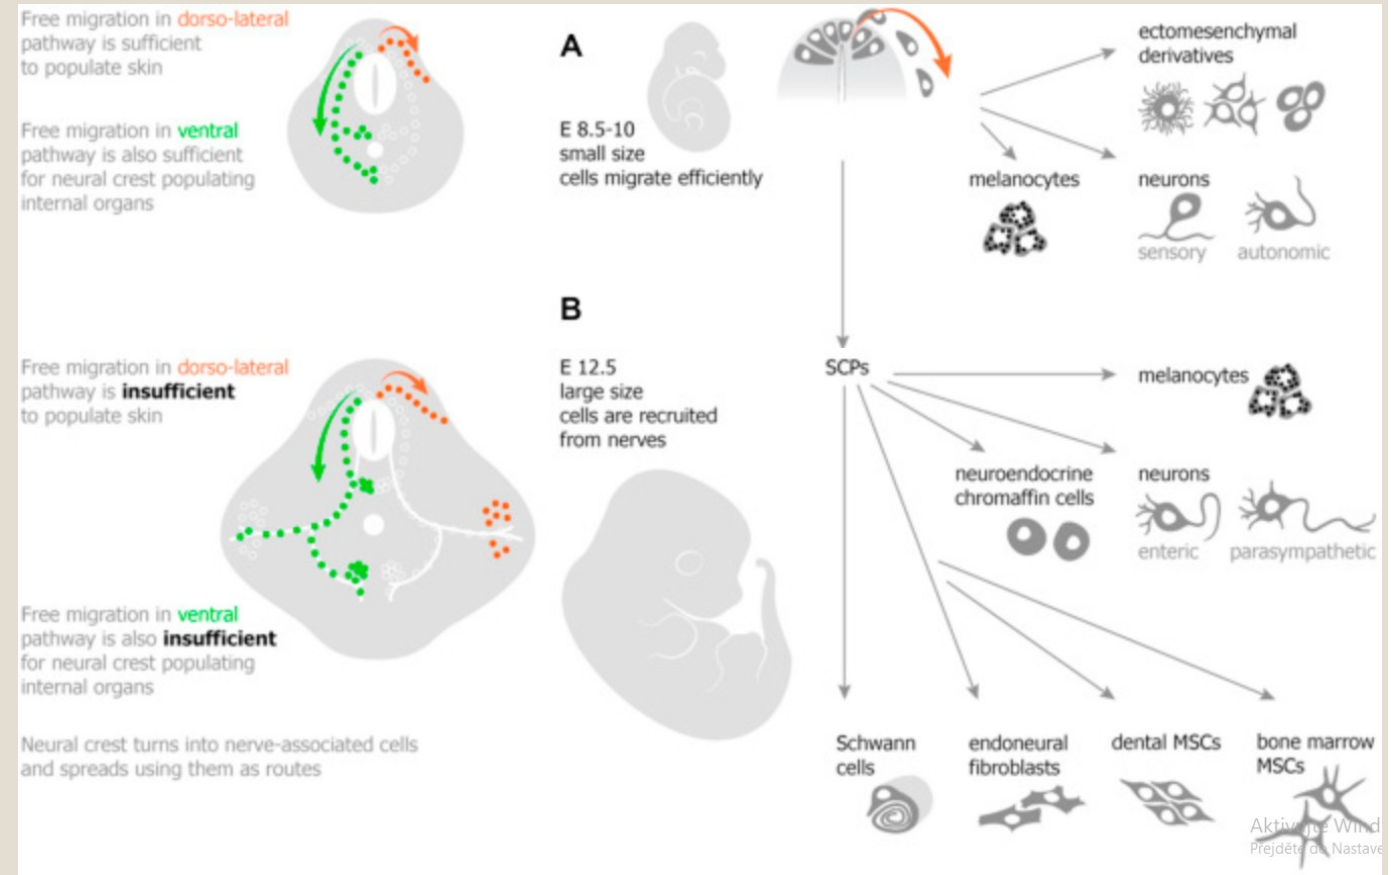 Free migration in dorso-lateral
pathway is sufficient
to populate skin
Free migration in ventral
pathway is also sufficient
for neural crest populating
internal organs
A
E 8.5-10
small size
cells migrate efficiently
ectomesenchymal
derivatives
melanocytes
neurons
sensory
autonomic
B
Free migration in dorso-lateral
pathway is insufficient
to populate skin
E 12.5
large size
cells are recruited
from nerves
SCPs
melanocytes
neuroendocrine
chromaffin cells
neurons
enteric
parasympathetic
Free migration in ventral
pathway is also insufficient
for neural crest populating
internal organs
Neural crest turns into nerve-associated cells
and spreads using them as routes
Schwann
cells
endoneural
fibroblasts
dental MSCs
bone marrow
MSCs
Aktivujte Wind
Přejděte do Nastave